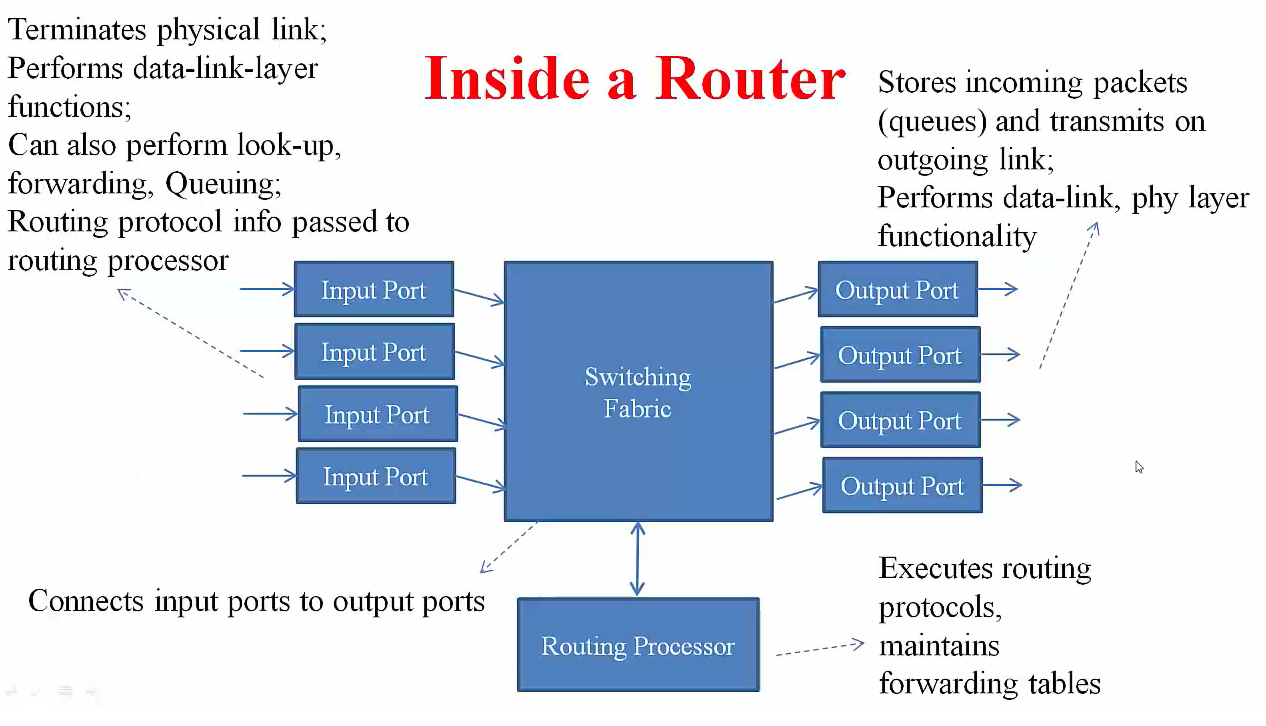 Terminates physical link;
Performs data-link-layer
functions;
Can also perform look-up,
forwarding, Queuing;
Routing protocol info passed to
routing processor
Inside a Router
Stores incoming packets
(queues) and transmits on
outgoing link;
Performs data-link, phy layer
functionality
Input Port
Input Port
Input Port
Input Port
Switching
Fabric
Output Port
Output Port
Output Port
Output Port
Connects input ports to output ports
Routing Processor
Executes routing
protocols,
maintains
forwarding tables